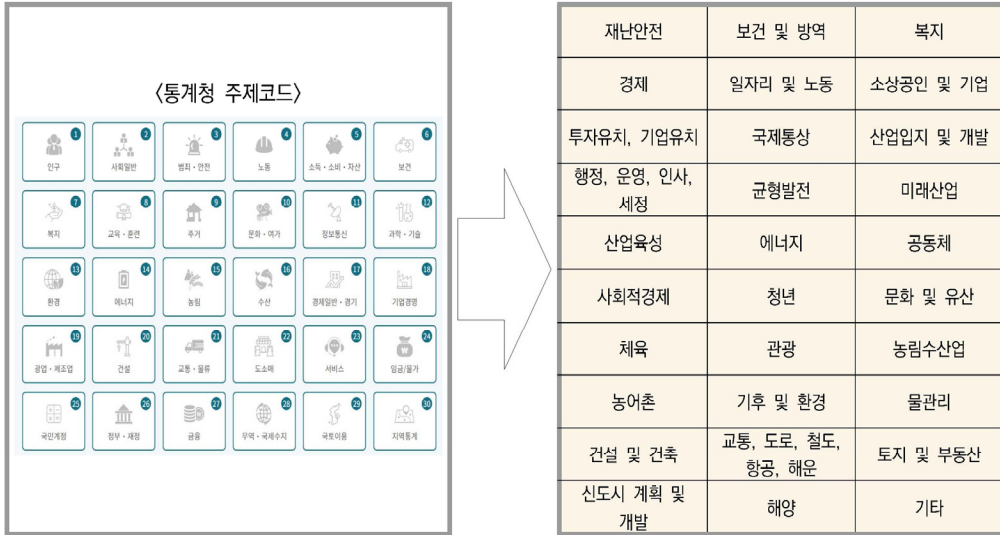 〈통계청 주제코드〉
1 2 3 4 5 6
인구 사회일반 범죄·안전 노동 소득·소비·자산 보건
7 8 9 10 11 12
복지 교육·훈련 주거 문화·여가 정보통신 과학·기술
13 14 15 16 17 18
환경 에너지 농림 수산 경제일반·경기 기업경영
19 20 21 22 23 24
광업·제조업 건설 교통·물류 도소매 서비스 임금/물가
25 26 27 28 29 30
국민계정 정부·재정 금융 무역·국제수지 국토이용 지역통계
재난안전 보건 및 방역 복지
경제 일자리 및 노동 소상공인 및 기업
투자유치, 기업유치 국제통상 산업입지 및 개발
행정, 운영, 인사,
세정 균형발전 미래산업
산업육성 에너지 공동체
사회적경제 청년 문화 및 유산
체육 관광 농림수산업
농어촌 기후 및 환경 물관리
건설 및 건축 교통, 도로, 철도,
항공, 해운 토지 및 부동산
신도시 계획 및
개발 해양 기타